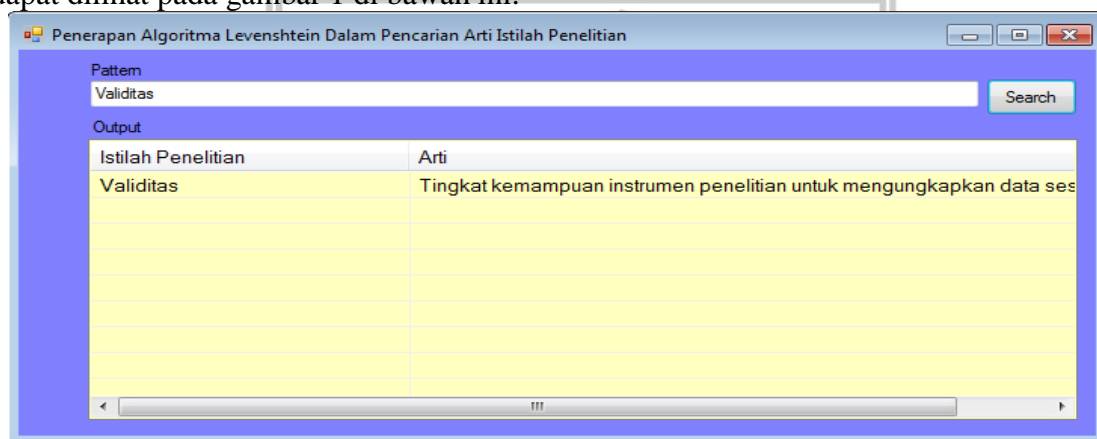 dapat dilihat pada gambar 1 di bawah ini:
Penerapan Algoritma Levenshtein Dalam Pencarian Arti Istilah Penelitian
Pattern
Validitas
Search
Output
Istilah Penelitian Arti
Validitas Tingkat kemampuan instrumen penelitian untuk mengungkapkan data ses